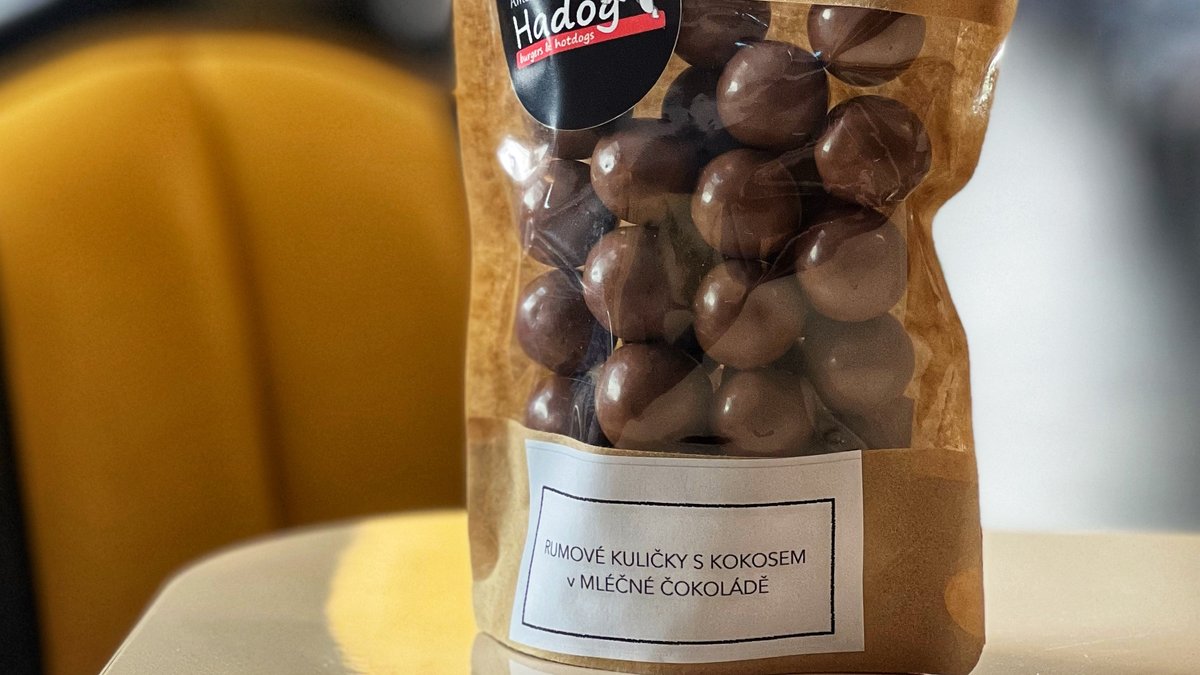 Hadog
burgers & hotdogs
RUMOVÉ KULIČKY S KOKOSEM
v MLÉČNÉ ČOKOLÁDĚ